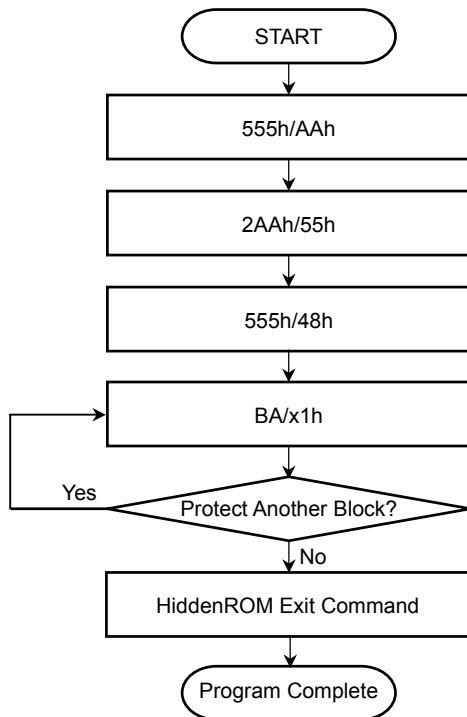 START
555h/AAh
2AAh/55h
555h/48h
BA/x1h
Yes
Protect Another Block?
No
HiddenROM Exit Command
Program Complete